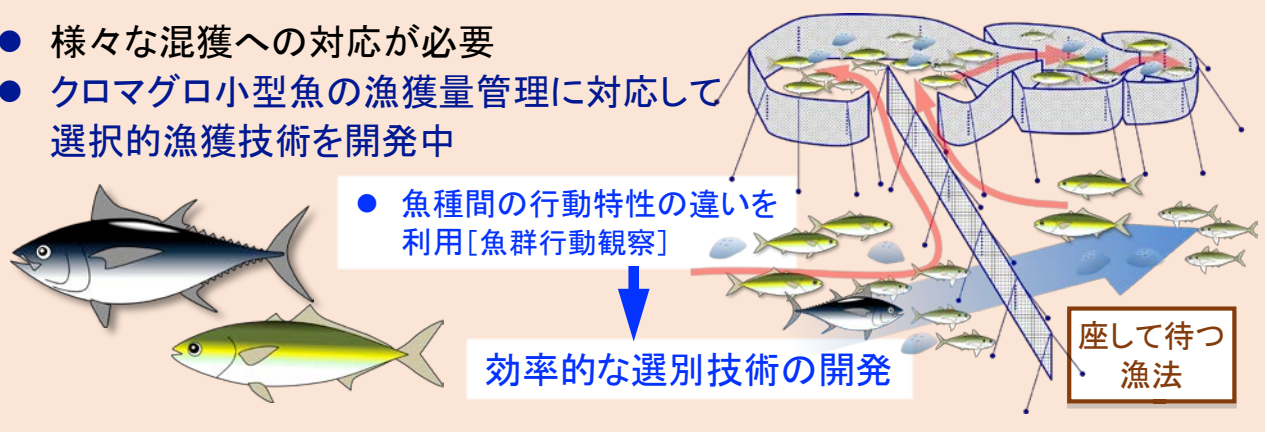 ● 様々な混獲への対応が必要
● クロマグロ小型魚の漁獲量管理に対応して
選択的漁獲技術を開発中
● 魚種間の行動特性の違いを
利用[魚群行動観察]
効率的な選別技術の開発
座して待つ
漁法